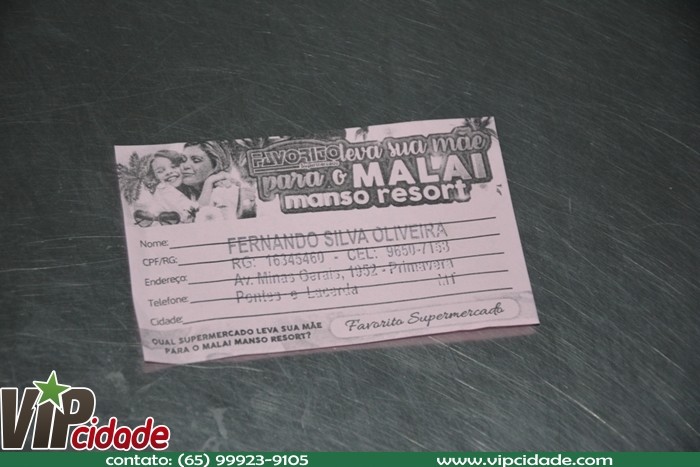 FAVORITO leva sua mãe
para o MALAI
manso resort
Nome: FERNANDO SILVA OLIVEIRA
CPF/RG: RG: 16345460 - CEL: 9650-7153
Endereço: Av. Minas Gerais, 1952 - Primavera
Telefone: Pontes e Lacerda
Cidade:
QUAL SUPERMERCADO LEVA SUA MÃE
PARA O MALAI MANSO RESORT?
Favorito Supermercado
VIP cidade
contato: (65) 99923-9105
www.vipcidade.com